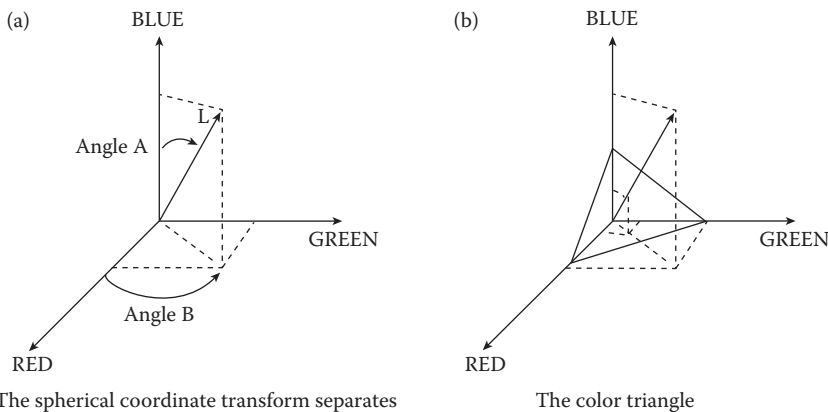 (a)
BLUE
L
Angle A
GREEN
Angle B
RED
The spherical coordinate transform separates
(b)
BLUE
GREEN
RED
The color triangle